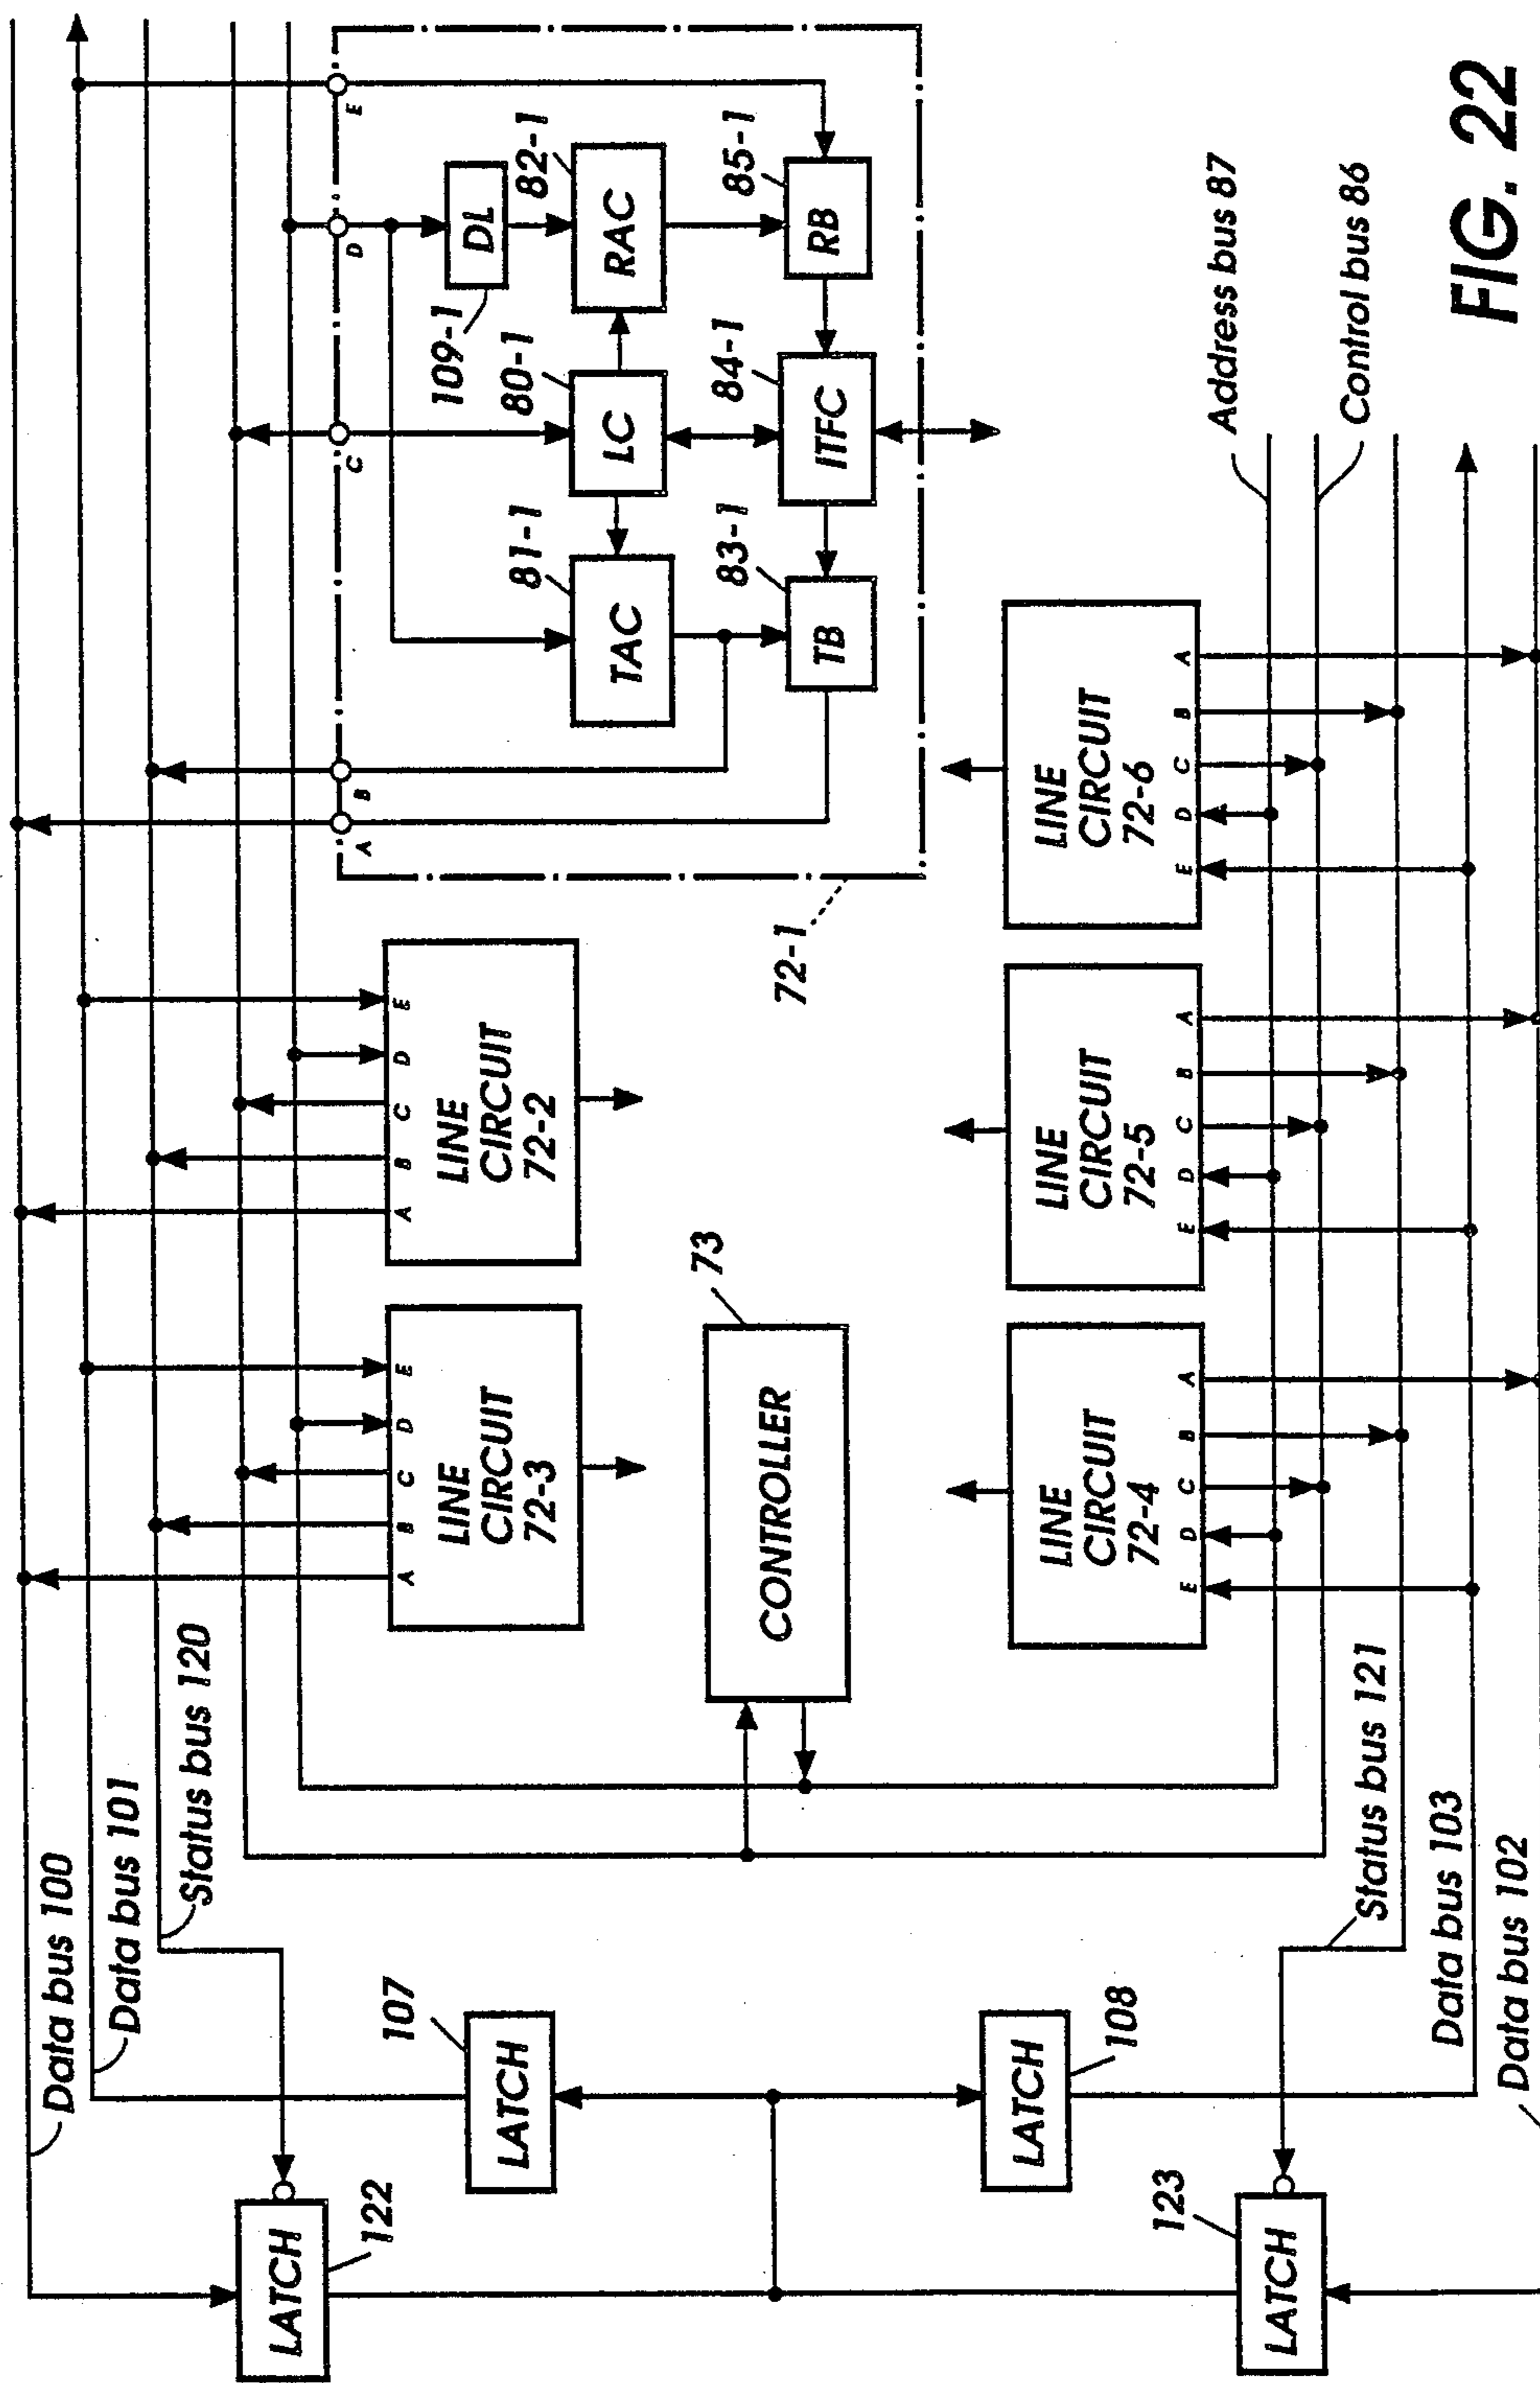 Data bus 100
Data bus 101
Status bus 120
LATCH
122
107
LATCH
LATCH
108
123
LATCH
Status bus 121
Data bus 103
Data bus 102
A B C D E
LINE
CIRCUIT
72-3
A B C D E
LINE
CIRCUIT
72-2
73
CONTROLLER
E D C B A
LINE
CIRCUIT
72-4
E D C B A
LINE
CIRCUIT
72-5
E D C B A
LINE
CIRCUIT
72-6
72-1
A B C D E
109-1
DL
81-1
TAC
80-1
LC
82-1
RAC
83-1
TB
84-1
ITFC
85-1
RB
Address bus 87
Control bus 86
FIG. 22